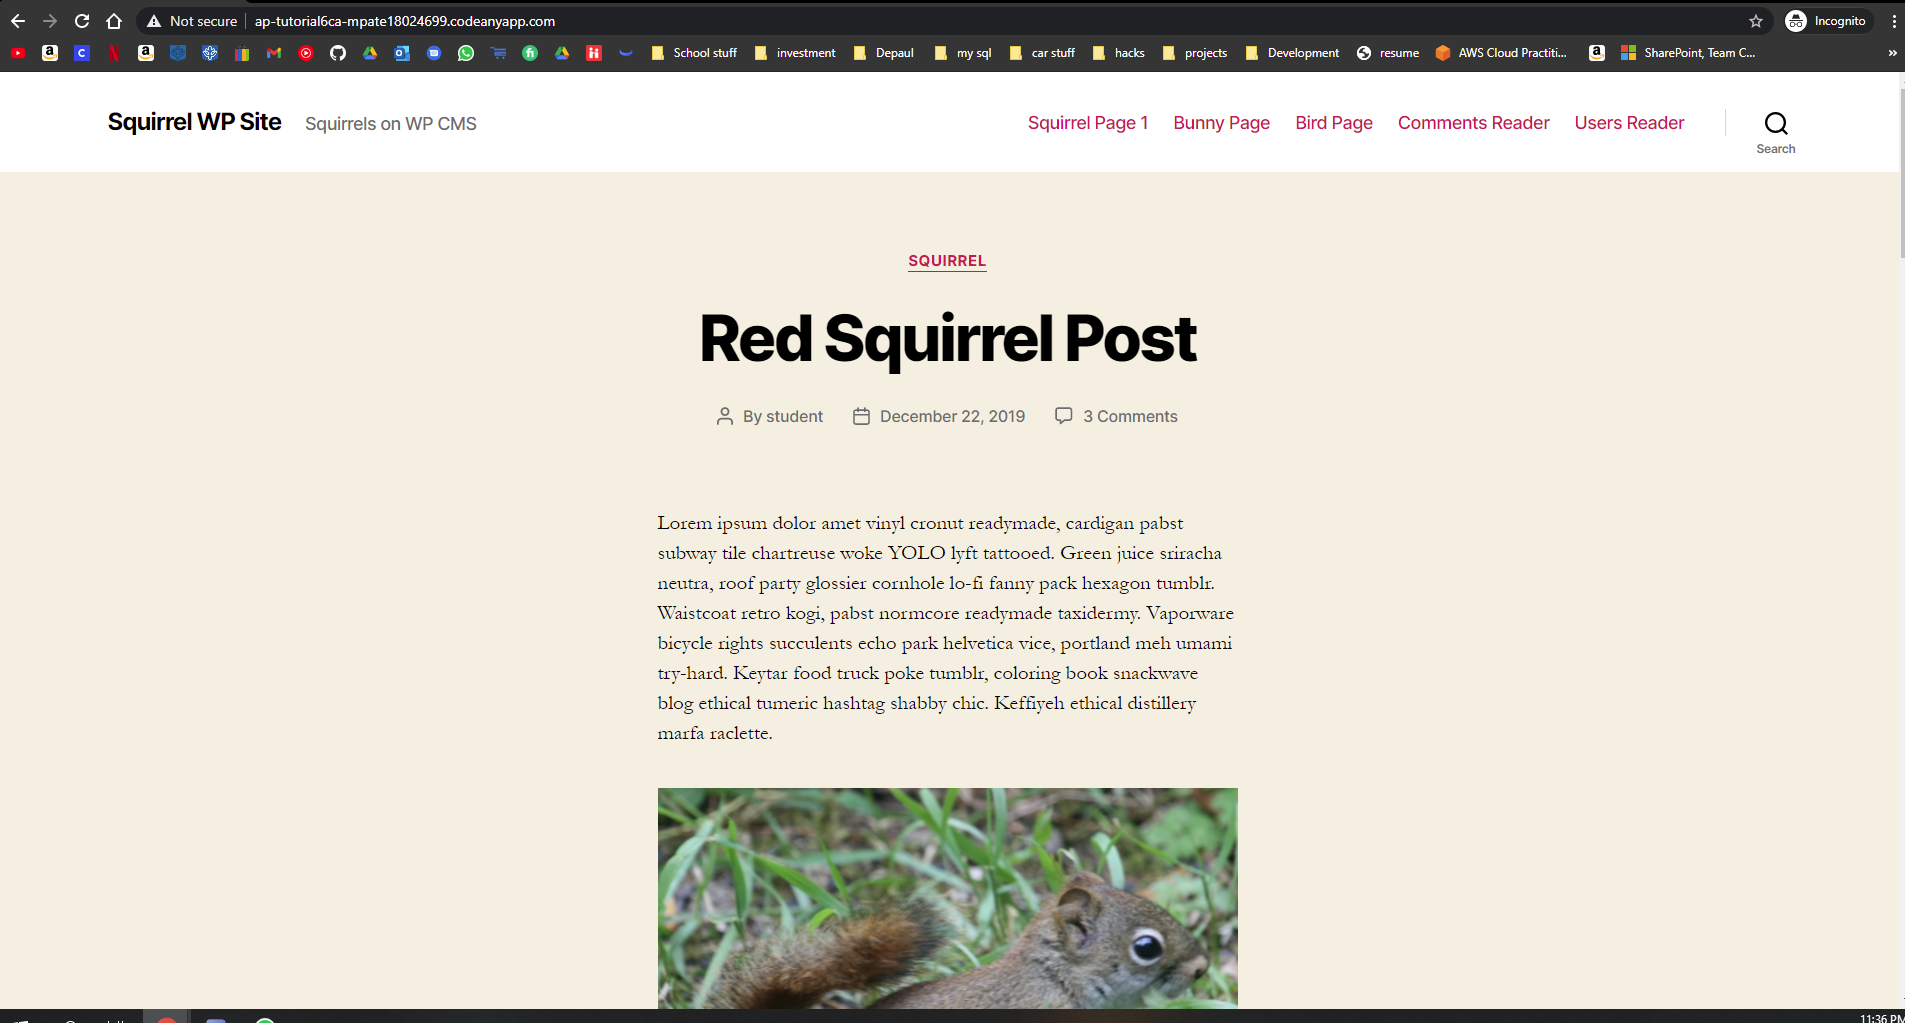 Not secure ap-tutorial6ca-mpate18024699.codeanyapp.com Incognito
School stuff investment Depaul my sql car stuff hacks projects Development resume AWS Cloud Practiti... SharePoint, Team C... »
Squirrel WP Site Squirrels on WP CMS Squirrel Page 1 Bunny Page Bird Page Comments Reader Users Reader
Search
SQUIRREL
Red Squirrel Post
By student December 22, 2019 3 Comments
Lorem ipsum dolor amet vinyl cronut readymade, cardigan pabst
subway tile chartreuse woke YOLO lyft tattooed. Green juice sriracha
neutra, roof party glossier cornhole lo-fi fanny pack hexagon tumblr.
Waistcoat retro kogi, pabst normcore readymade taxidermy. Vaporware
bicycle rights succulents echo park helvetica vice, portland meh umami
try-hard. Keytar food truck poke tumblr, coloring book snackwave
blog ethical tumeric hashtag shabby chic. Keffiyeh ethical distillery
marfa raclette.
11:36 PM